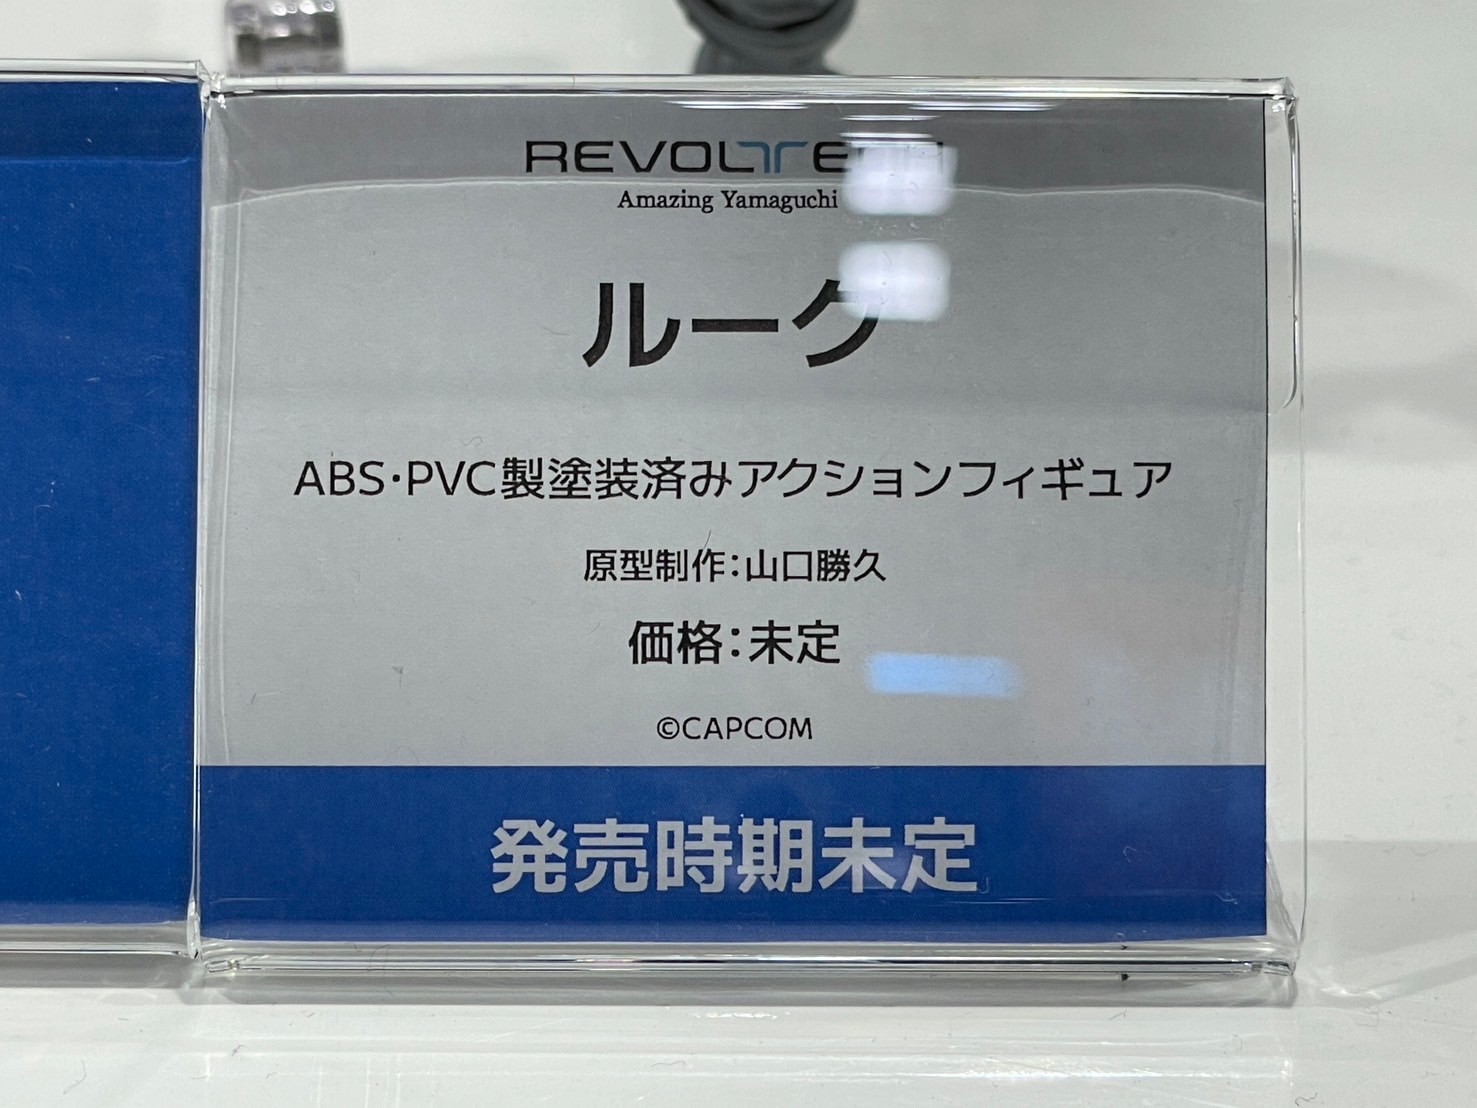 REVOLTECH
Amazing Yamaguchi
ルーク
ABS・PVC製塗装済みアクションフィギュア
原型制作：山口勝久
価格：未定
©CAPCOM
発売時期未定